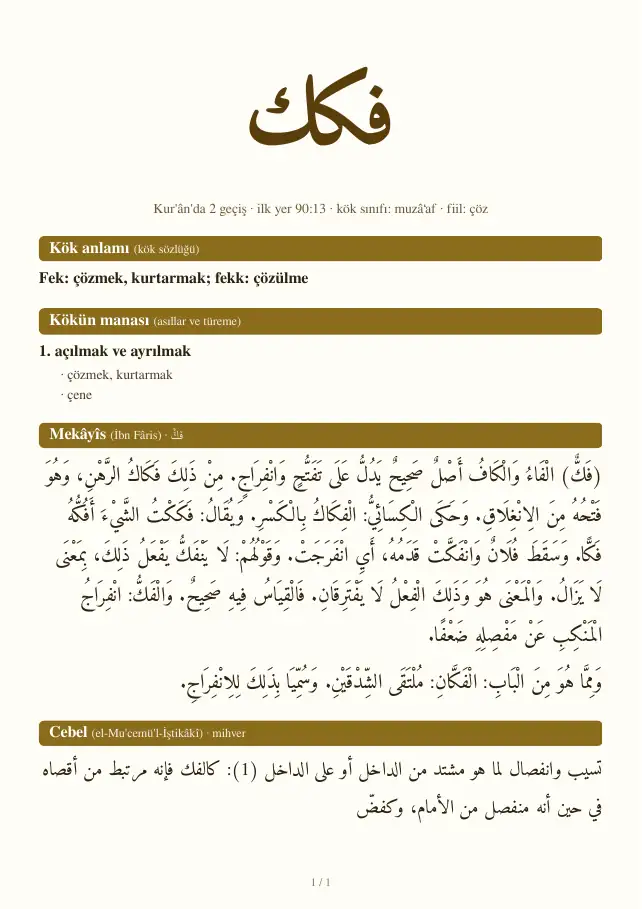 فكك
Kur'ân'da 2 geçiş · ilk yer 90:13 · kök sınıfı: muzâ'af · fiil: çöz
Kök anlamı (kök sözlüğü)
Fek: çözmek, kurtarmak; fekk: çözülme
Kökün manası (asıllar ve türeme)
1. açılmak ve ayrılmak
· çözmek, kurtarmak
· çene
Mekâyîs (İbn Fâris) · فَكَّ
(فَكٌّ) الْفَاءُ وَالْكَافُ أَصْلٌ صَحِيحٌ يَدُلُّ عَلَى تَفَتُّحٍ وَانْفِرَاجٍ. مِنْ ذَلِكَ فَكَاكُ الرَّهْنِ، وَهُوَ
فَتْحُهُ مِنَ الِانْغِلَاقِ. وَحَكَى الْكِسَائِيُّ: الْفِكَاكُ بِالْكَسْرِ. وَيُقَالُ: فَكَكْتُ الشَّيْءَ أَفُكُّهُ
فَكًّا. وَسَقَطَ فُلَانٌ وَانْفَكَّتْ قَدَمُهُ، أَيِ انْفَرَجَتْ. وَقَوْلُهُمْ: لَا يَنْفَكُّ يَفْعَلُ ذَلِكَ، بِمَعْنَى
لَا يَزَالُ. وَالْمَعْنَى هُوَ وَذَلِكَ الْفِعْلُ لَا يَفْتَرِقَانِ. فَالْقِيَاسُ فِيهِ صَحِيحٌ. وَالْفَكُّ: انْفِرَاجُ
الْمَنْكِبِ عَنْ مَفْصِلِهِ ضَعْفًا.
وَمِمَّا هُوَ مِنَ الْبَابِ: الْفَكَّانِ: مُلْتَقَى الشِّدْقَيْنِ. وَسُمِّيَا بِذَلِكَ لِلِانْفِرَاجِ.
Cebel (el-Mu'cemü'l-İştikâkî) · mihver
تسيب وانفصال لما هو مشتد من الداخل أو على الداخل (1): كالفك فإنه مرتبط من أقصاه
في حين أنه منفصل من الأمام، وكفضّ
1 / 1